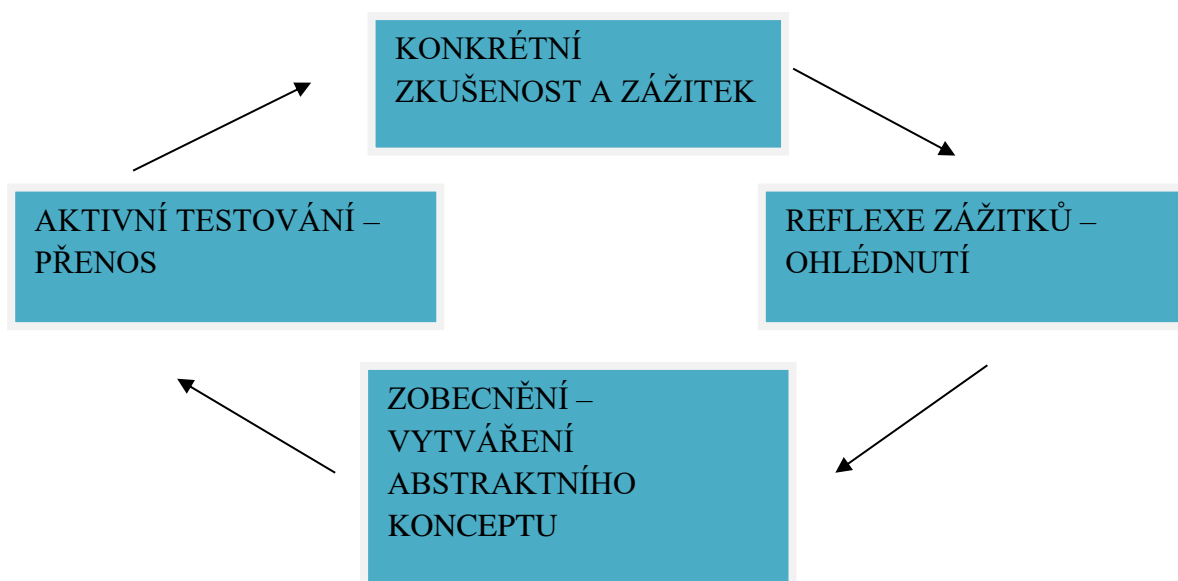 KONKRÉTNÍ
ZKUŠENOST A ZÁŽITEK
AKTIVNÍ TESTOVÁNÍ –
PŘENOS
REFLEXE ZÁŽITKŮ –
OHLÉDNUTÍ
ZOBECNĚNÍ –
VYTVÁŘENÍ
ABSTRAKTNÍHO
KONCEPTU